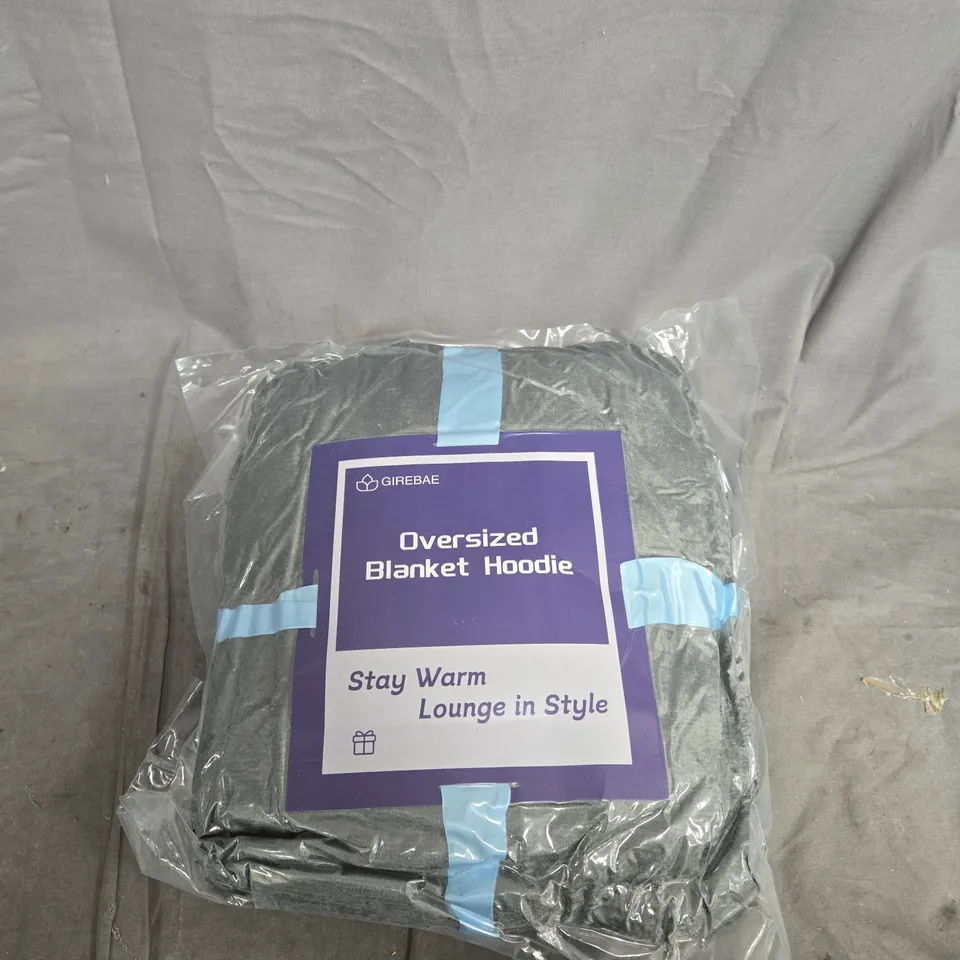 GIREBAE
Oversized
Blanket Hoodie
Stay Warm
Lounge in Style